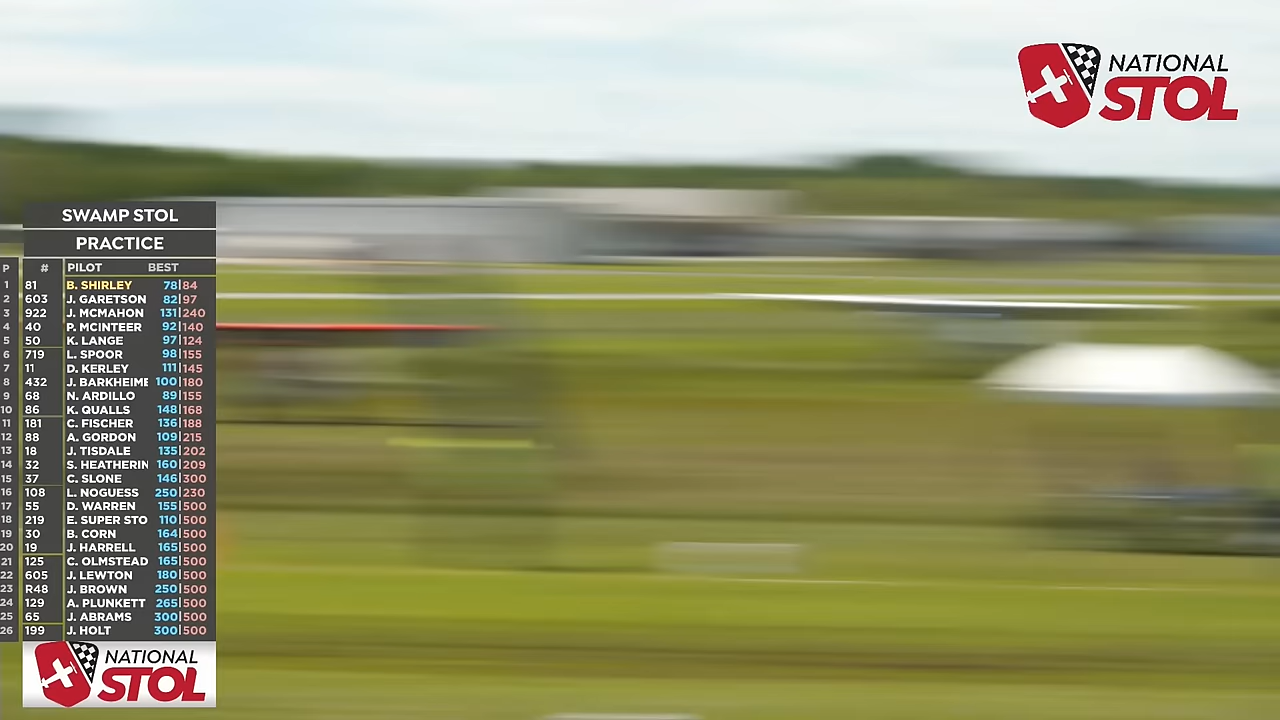 NATIONAL
STOL
SWAMP STOL
PRACTICE
P # PILOT BEST
1 81 B. SHIRLEY 78|84
2 603 J. GARETSON 82|97
3 922 J. MCMAHON 131|240
4 40 P. MCINTEER 92|140
5 50 K. LANGE 97|124
6 719 L. SPOOR 98|155
7 11 D. KERLEY 111|145
8 432 J. BARKHEIME 100|180
9 68 N. ARDILLO 89|155
10 86 K. QUALLS 148|168
11 181 C. FISCHER 136|188
12 88 A. GORDON 109|215
13 18 J. TISDALE 135|202
14 32 S. HEATHERIN 160|209
15 37 C. SLONE 146|300
16 108 L. NOGUESS 250|230
17 55 D. WARREN 155|500
18 219 E. SUPER STO 110|500
19 30 B. CORN 164|500
20 19 J. HARRELL 165|500
21 125 C. OLMSTEAD 165|500
22 605 J. LEWTON 180|500
23 R48 J. BROWN 250|500
24 129 A. PLUNKETT 265|500
25 65 J. ABRAMS 300|500
26 199 J. HOLT 300|500
NATIONAL
STOL